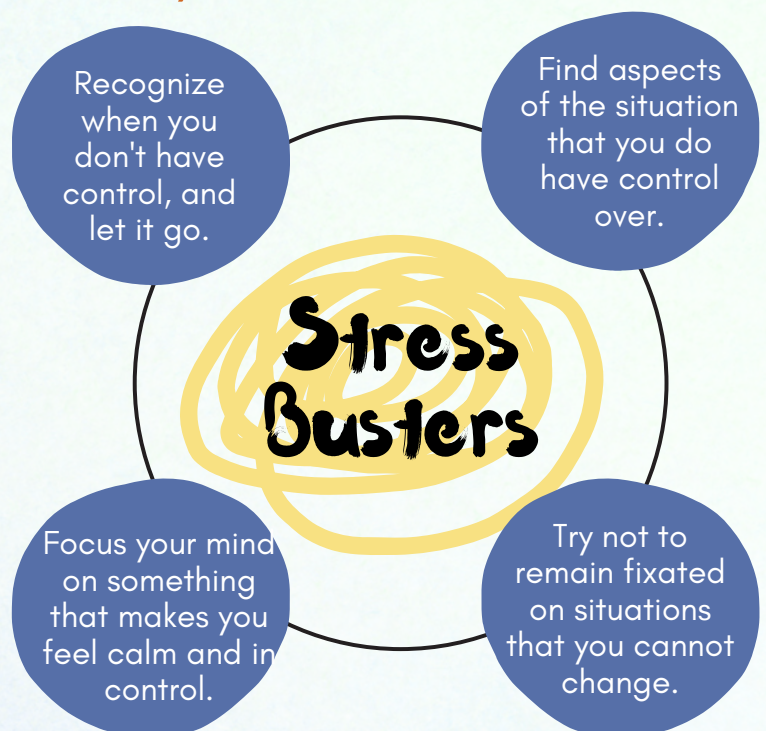 Recognize
when you
don't have
control, and
let it go.
Find aspects
of the situation
that you do
have control
over.
Stress
Busters
Focus your mind
on something
that makes you
feel calm and in
control.
Try not to
remain fixated
on situations
that you cannot
change.